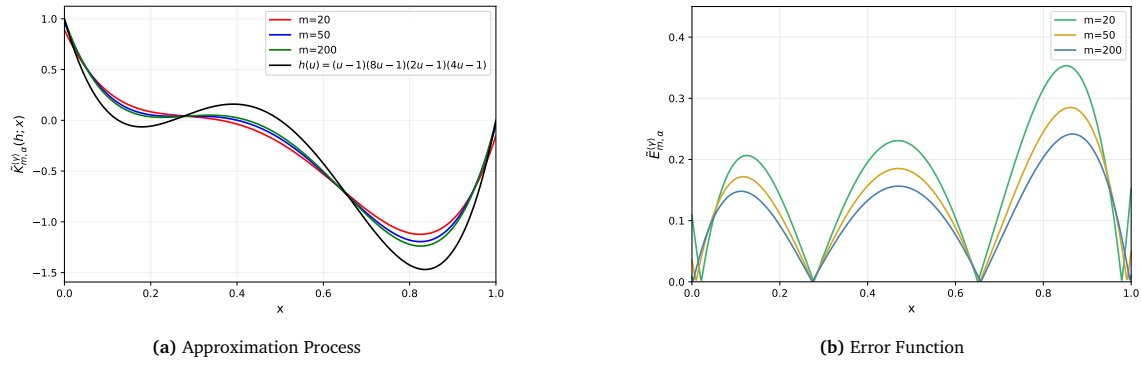 1.0
0.5
0.0
−0.5
−1.0
−1.5
0.0 0.2 0.4 0.6 0.8 1.0
x
K̃^{(γ)}_{m,α}(h; x)
m=20
m=50
m=200
h(u) = (u−1)(8u−1)(2u−1)(4u−1)
(a) Approximation Process
0.4
0.3
0.2
0.1
0.0
0.0 0.2 0.4 0.6 0.8 1.0
x
Ẽ^{(γ)}_{m,α}
m=20
m=50
m=200
(b) Error Function